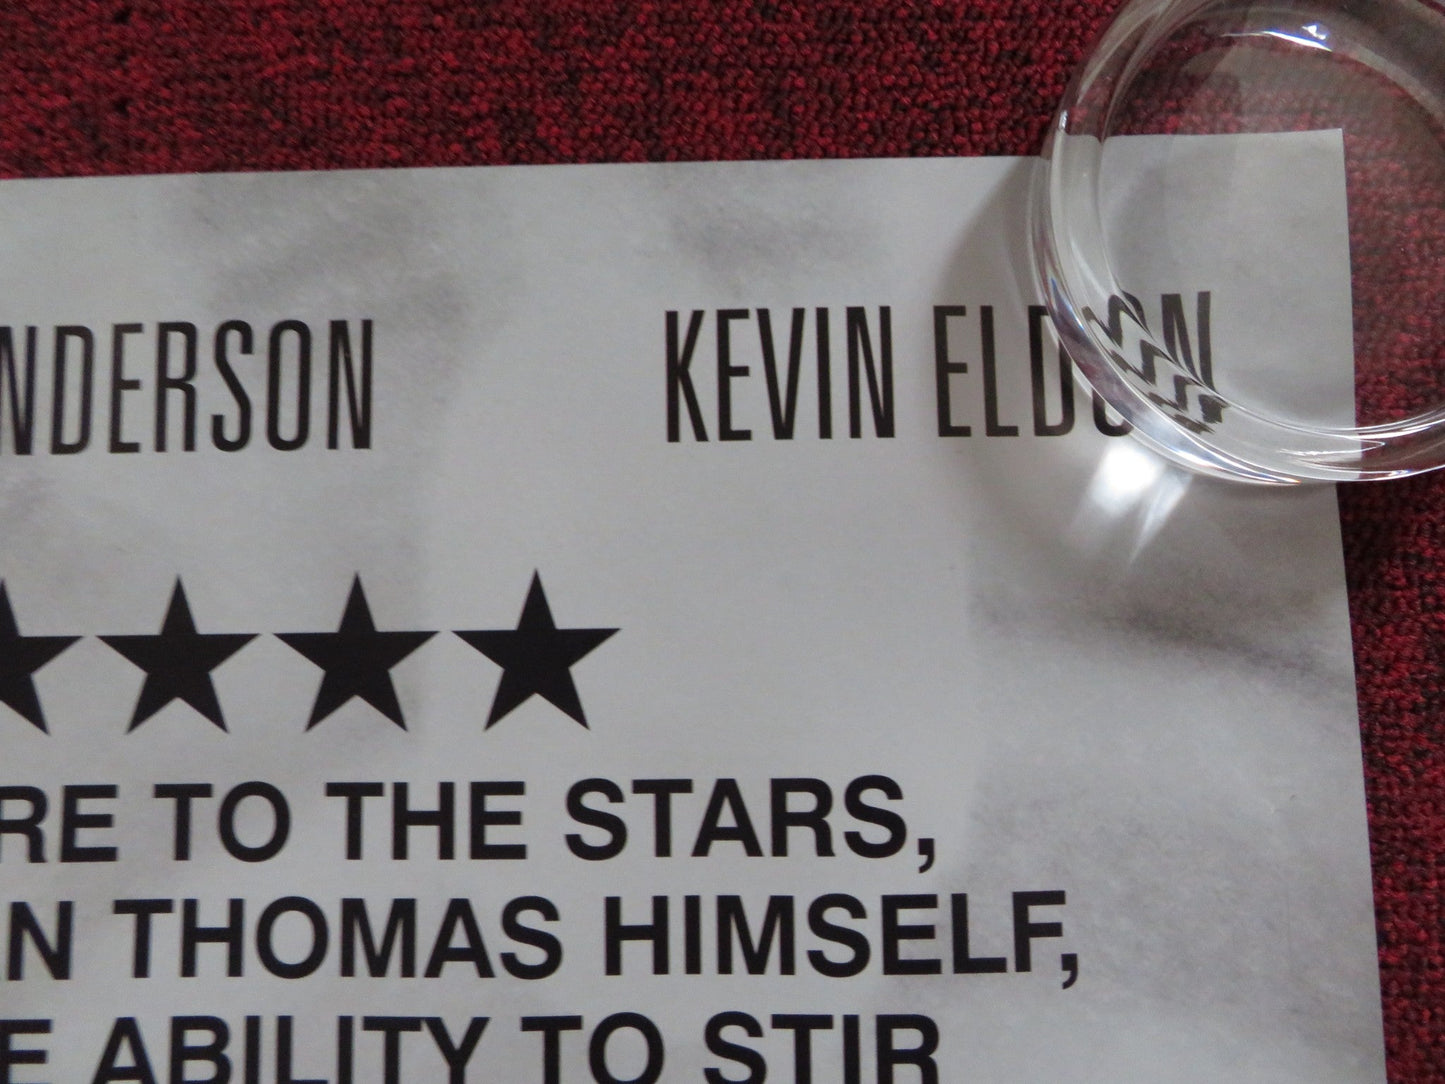 NDERSON KEVIN ELDON
RE TO THE STARS,
N THOMAS HIMSELF,
E ABILITY TO STIR